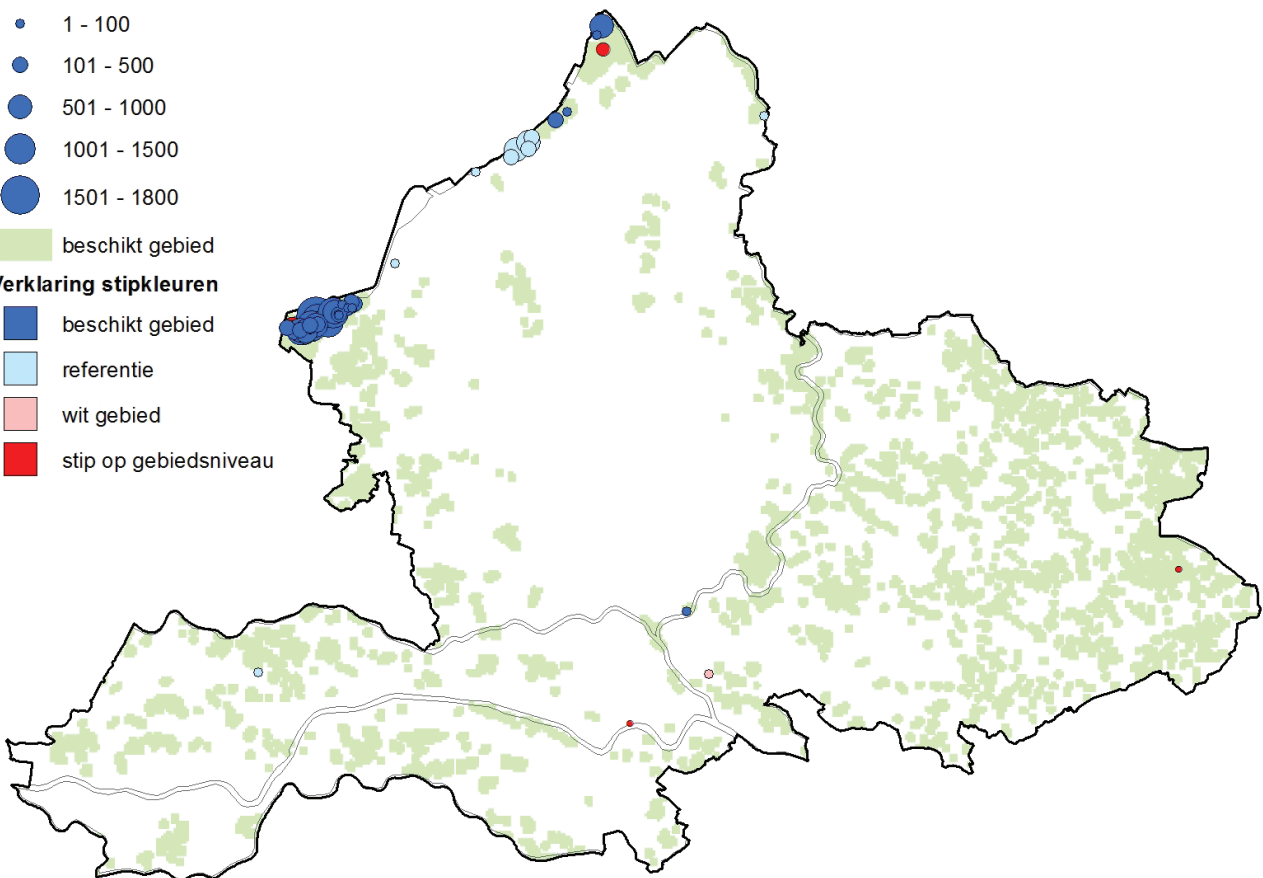 1 - 100
101 - 500
501 - 1000
1001 - 1500
1501 - 1800
beschikt gebied
Verklaring stipkleuren
beschikt gebied
referentie
wit gebied
stip op gebiedsniveau